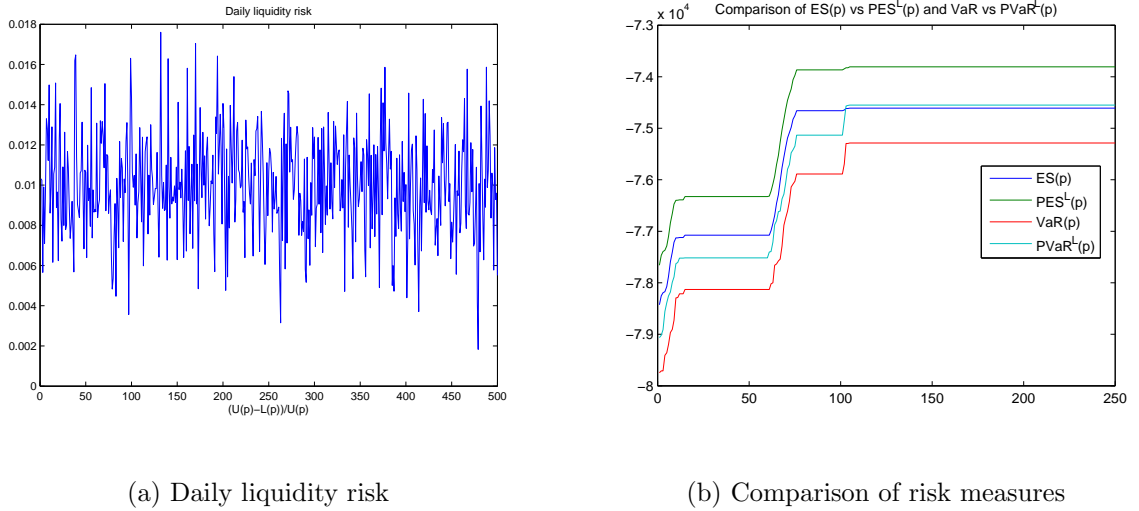 Daily liquidity risk
0.018
0.016
0.014
0.012
0.01
0.008
0.006
0.004
0.002
0
0 50 100 150 200 250 300 350 400 450 500
(U(p)−L(p))/U(p)
(a) Daily liquidity risk
Comparison of ES(p) vs PES^L(p) and VaR vs PVaR^L(p)
x 10^4
−7.3
−7.4
−7.5
−7.6
−7.7
−7.8
−7.9
−8
0 50 100 150 200 250
ES(p)
PES^L(p)
VaR(p)
PVaR^L(p)
(b) Comparison of risk measures